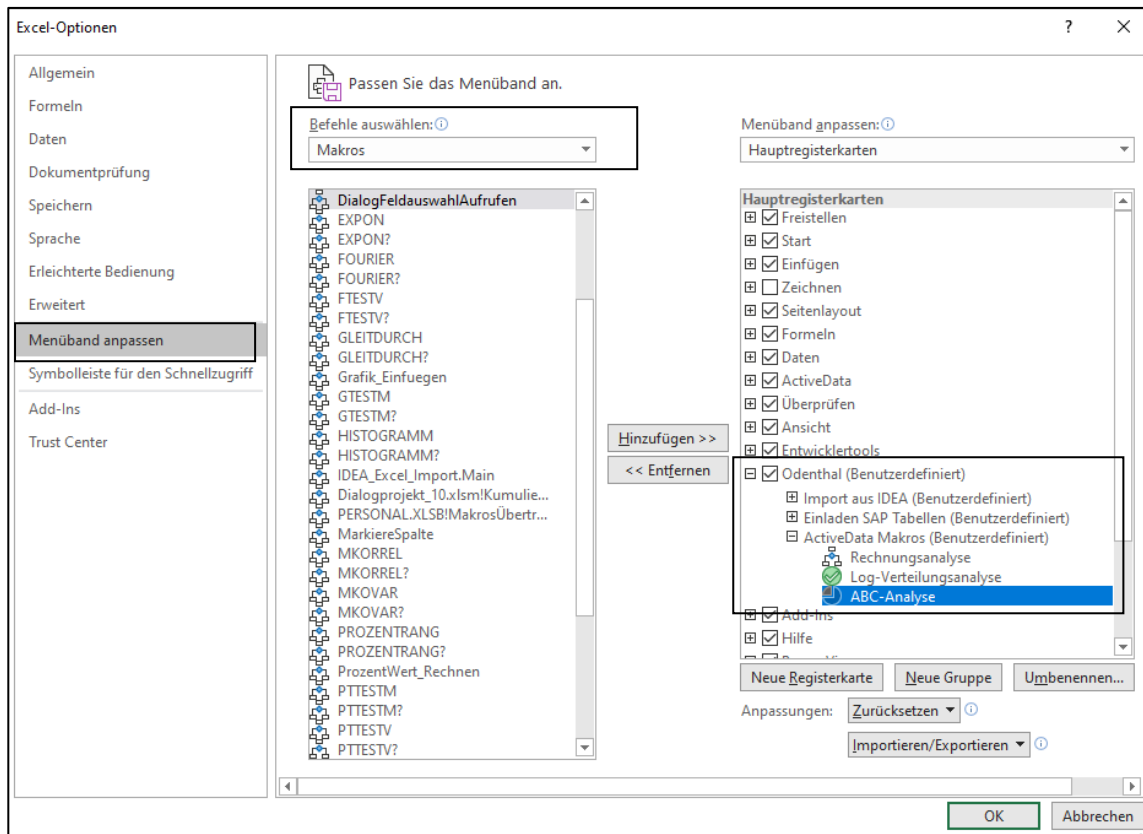 Excel-Optionen
?
Allgemein
Formeln
Daten
Dokumentprüfung
Speichern
Sprache
Erleichterte Bedienung
Erweitert
Menüband anpassen
Symbolleiste für den Schnellzugriff
Add-Ins
Trust Center
Passen Sie das Menüband an.
Befehle auswählen:
Makros
DialogFeldauswahlAufrufen
EXPON
EXPON?
FOURIER
FOURIER?
FTESTV
FTESTV?
GLEITDURCH
GLEITDURCH?
Grafik_Einfuegen
GTESTM
GTESTM?
HISTOGRAMM
HISTOGRAMM?
IDEA_Excel_Import.Main
Dialogprojekt_10.xlsm!Kumulie...
PERSONAL.XLSB!MakrosÜbertr...
MarkiereSpalte
MKORREL
MKORREL?
MKOVAR
MKOVAR?
PROZENTRANG
PROZENTRANG?
ProzentWert_Rechnen
PTTESTM
PTTESTM?
PTTESTV
PTTESTV?
Hinzufügen >>
<< Entfernen
Menüband anpassen:
Hauptregisterkarten
Hauptregisterkarten
Freistellen
Start
Einfügen
Zeichnen
Seitenlayout
Formeln
Daten
ActiveData
Überprüfen
Ansicht
Entwicklertools
Odenthal (Benutzerdefiniert)
Import aus IDEA (Benutzerdefiniert)
Einladen SAP Tabellen (Benutzerdefiniert)
ActiveData Makros (Benutzerdefiniert)
Rechnungsanalyse
Log-Verteilungsanalyse
ABC-Analyse
Add-Ins
Hilfe
Neue Registerkarte Neue Gruppe Umbenennen...
Anpassungen: Zurücksetzen
Importieren/Exportieren
OK Abbrechen